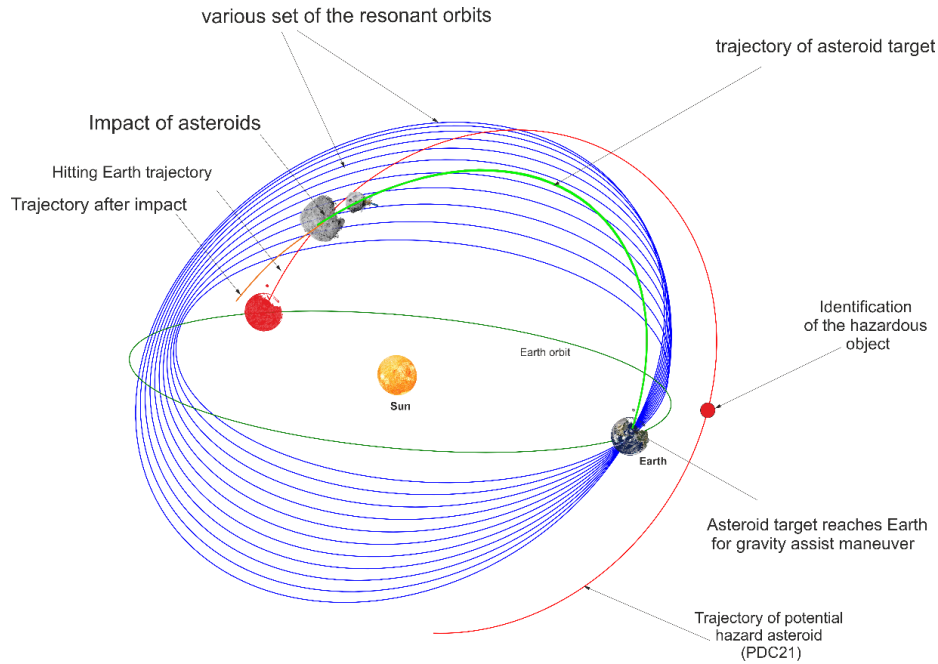 various set of the resonant orbits
trajectory of asteroid target
Impact of asteroids
Hitting Earth trajectory
Trajectory after impact
Identification
of the hazardous
object
Earth orbit
Sun
Earth
Asteroid target reaches Earth
for gravity assist maneuver
Trajectory of potential
hazard asteroid
(PDC21)